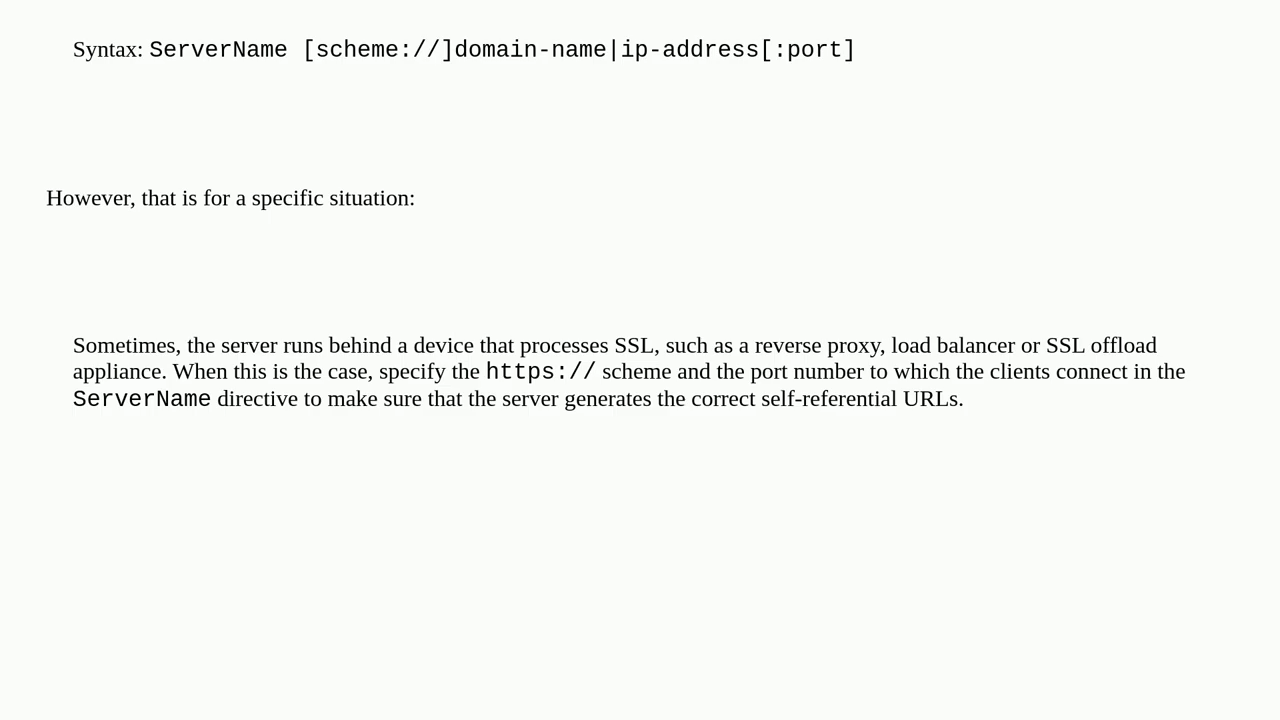 Syntax: ServerName [scheme://]domain-name|ip-address[:port]
However, that is for a specific situation:
Sometimes, the server runs behind a device that processes SSL, such as a reverse proxy, load balancer or SSL offload
appliance. When this is the case, specify the https:// scheme and the port number to which the clients connect in the
ServerName directive to make sure that the server generates the correct self-referential URLs.